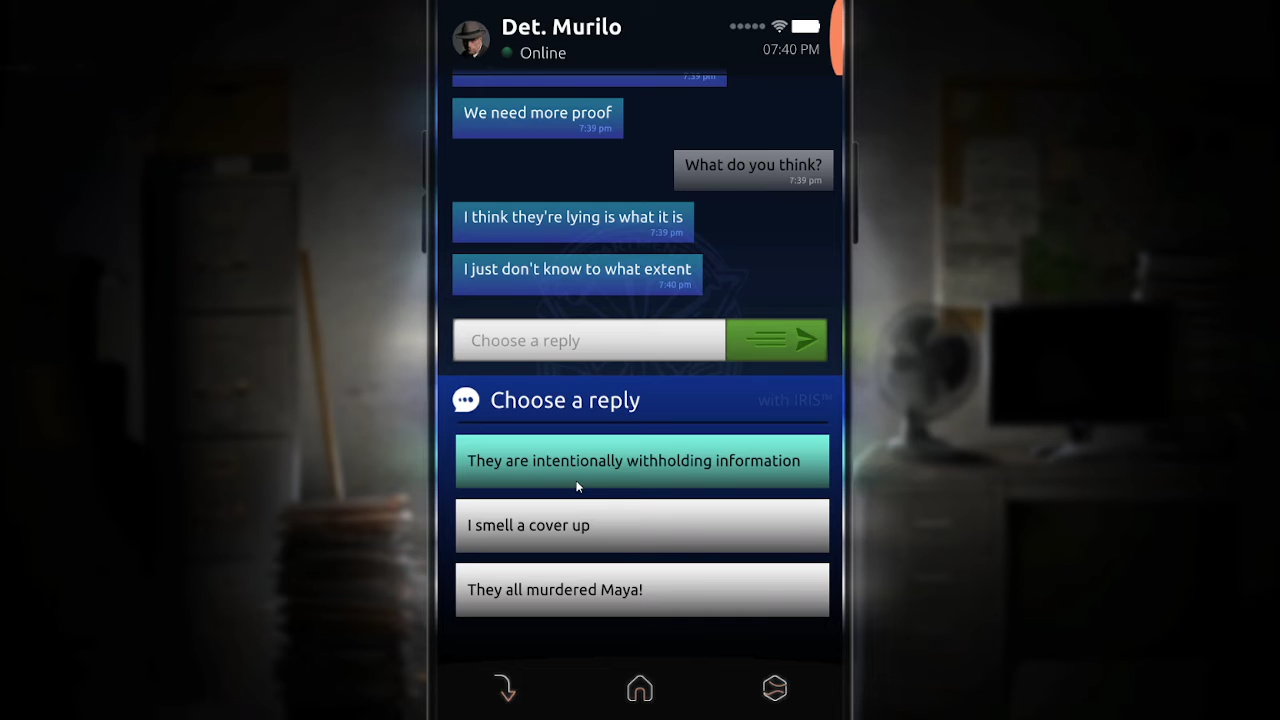 Det. Murilo
Online
07:40 PM
7:39 pm
We need more proof
7:39 pm
What do you think?
7:39 pm
I think they're lying is what it is
7:39 pm
I just don't know to what extent
7:40 pm
Choose a reply
Choose a reply
with IRIS™
They are intentionally withholding information
I smell a cover up
They all murdered Maya!